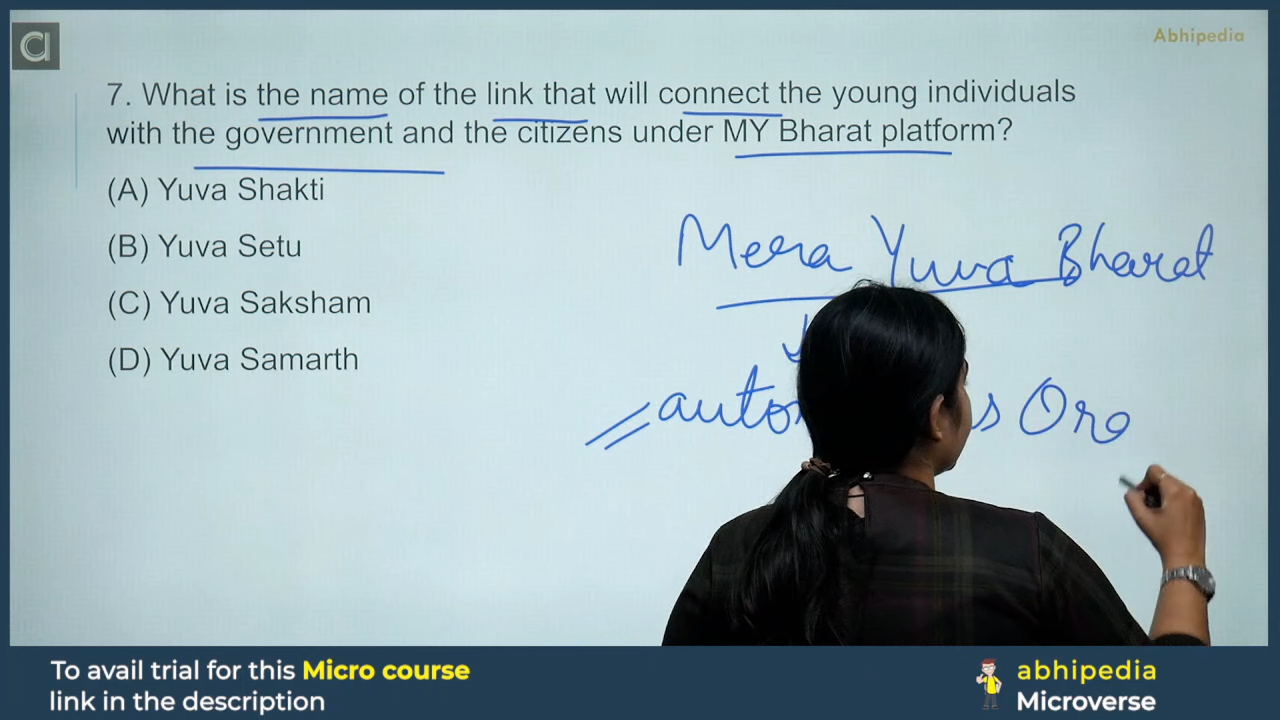 Abhipedia
7. What is the name of the link that will connect the young individuals
with the government and the citizens under MY Bharat platform?
(A) Yuva Shakti
(B) Yuva Setu
(C) Yuva Saksham
(D) Yuva Samarth
Meera Yuva Bharat
To avail trial for this Micro course
link in the description
abhipedia
Microverse